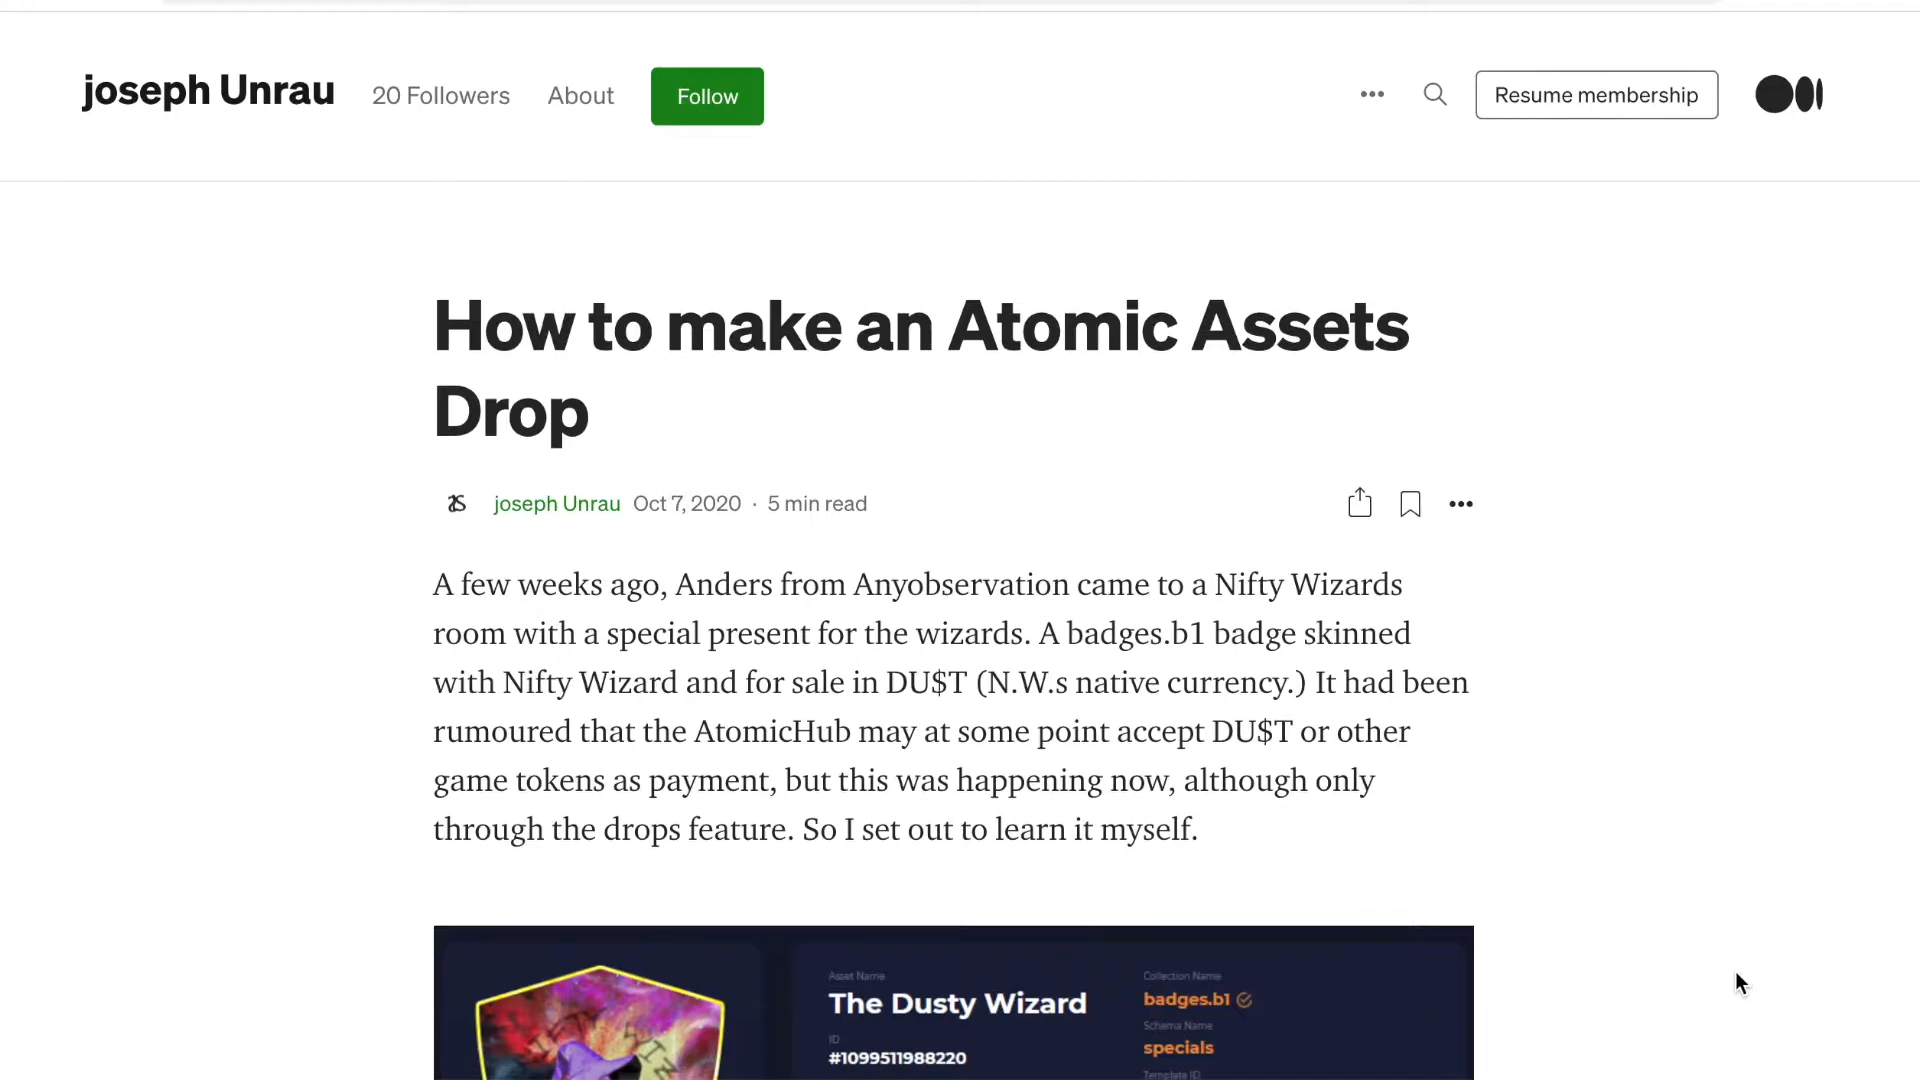 joseph Unrau 20 Followers About Follow Resume membership
How to make an Atomic Assets
Drop
joseph Unrau Oct 7, 2020 · 5 min read
A few weeks ago, Anders from Anyobservation came to a Nifty Wizards
room with a special present for the wizards. A badges.b1 badge skinned
with Nifty Wizard and for sale in DU$T (N.W.s native currency.) It had been
rumoured that the AtomicHub may at some point accept DU$T or other
game tokens as payment, but this was happening now, although only
through the drops feature. So I set out to learn it myself.
Asset Name
The Dusty Wizard
ID
#1099511988220
Collection Name
badges.b1
Schema Name
specials
Template ID